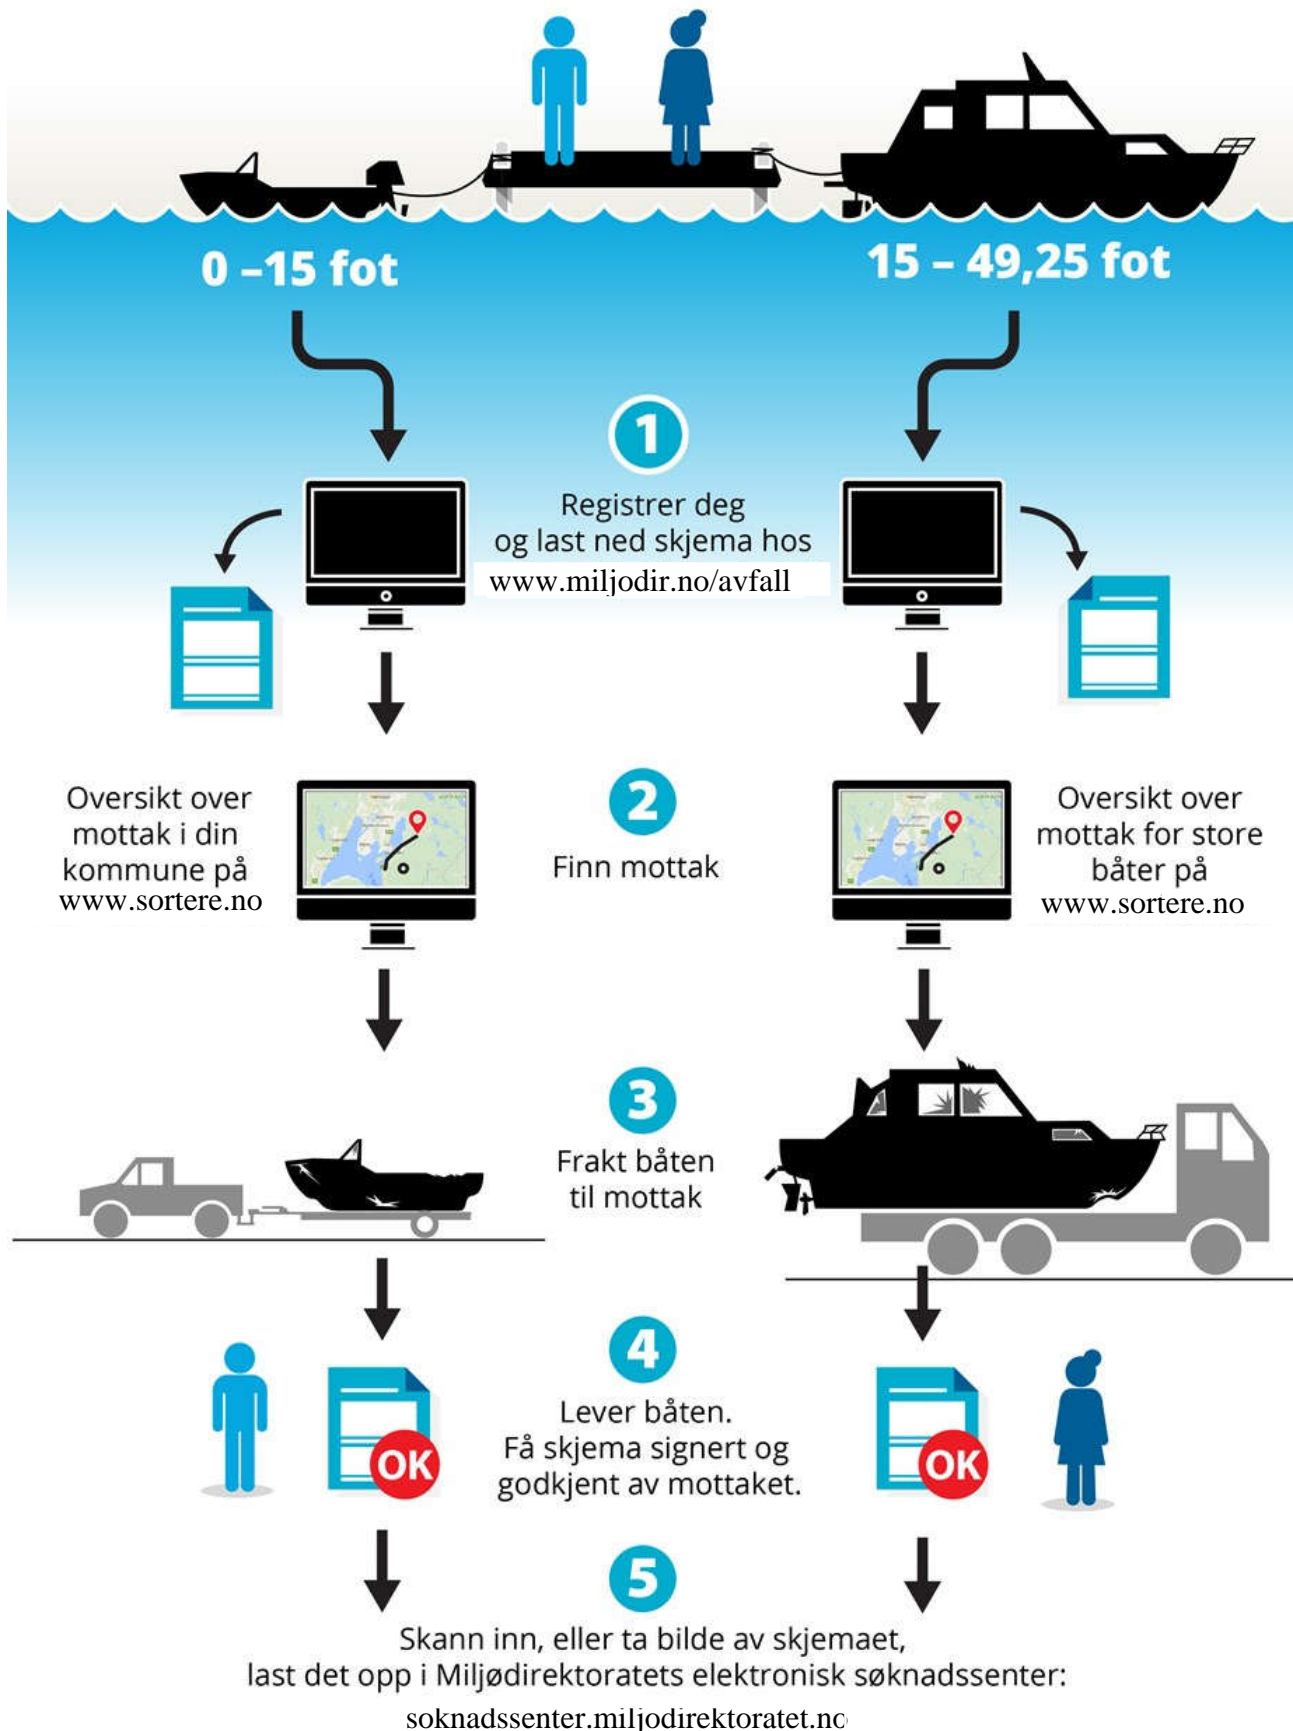 0 –15 fot
15 – 49,25 fot
1
Registrer deg
og last ned skjema hos
www.miljodir.no/avfall
2
Finn mottak
Oversikt over
mottak i din
kommune på
www.sortere.no
Oversikt over
mottak for store
båter på
www.sortere.no
3
Frakt båten
til mottak
4
Lever båten.
Få skjema signert og
godkjent av mottaket.
OK
OK
5
Skann inn, eller ta bilde av skjemaet,
last det opp i Miljødirektoratets elektronisk søknadssenter:
soknadssenter.miljodirektoratet.no